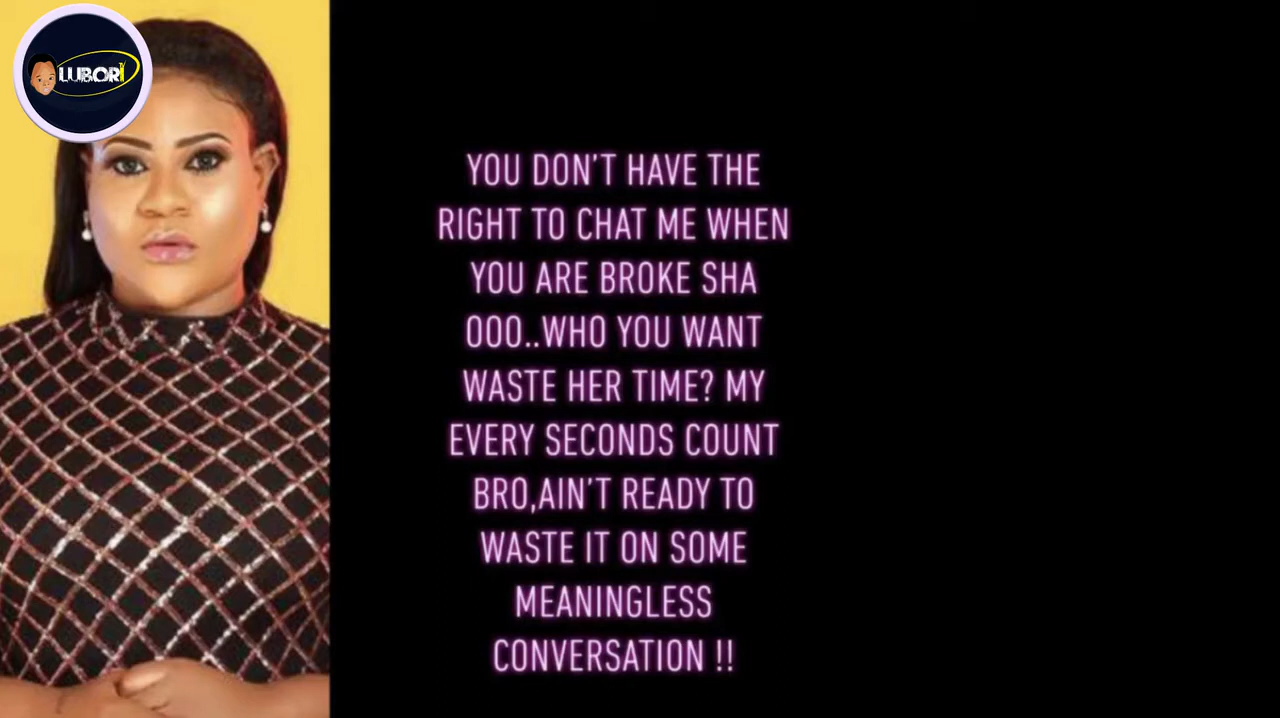 LUBORTV
YOU DON'T HAVE THE
RIGHT TO CHAT ME WHEN
YOU ARE BROKE SHA
OOO..WHO YOU WANT
WASTE HER TIME? MY
EVERY SECONDS COUNT
BRO,AIN'T READY TO
WASTE IT ON SOME
MEANINGLESS
CONVERSATION !!